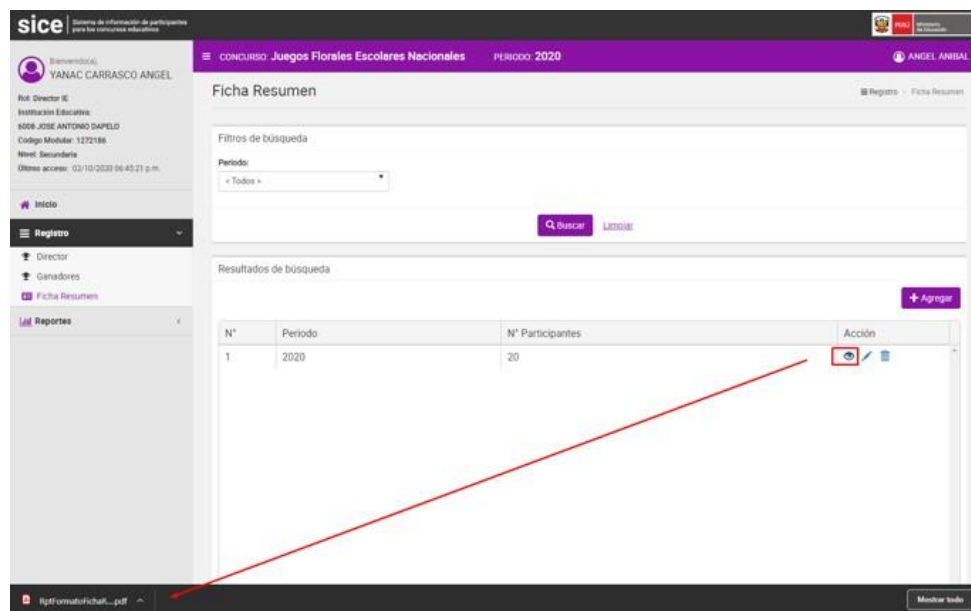 sice Sistema de información de participantes
para los concursos educativos
PERÚ Ministerio
de Educación
Bienvenido(a),
YANAC CARRASCO ANGEL
Rol: Director IE
Institución Educativa:
6008 JOSE ANTONIO DAPELO
Código Modular: 1272186
Nivel: Secundaria
Último acceso: 02/10/2020 06:45:21 p.m.
Inicio
Registro
Director
Ganadores
Ficha Resumen
Reportes
CONCURSO: Juegos Florales Escolares Nacionales PERIODO: 2020 ANGEL ANIBAL
Ficha Resumen
Registro - Ficha Resumen
Filtros de búsqueda
Periodo:
< Todos >
Buscar Limpiar
Resultados de búsqueda
+ Agregar
N° Periodo N° Participantes Acción
1 2020 20
RptFormatoFichaR....pdf
Mostrar todo